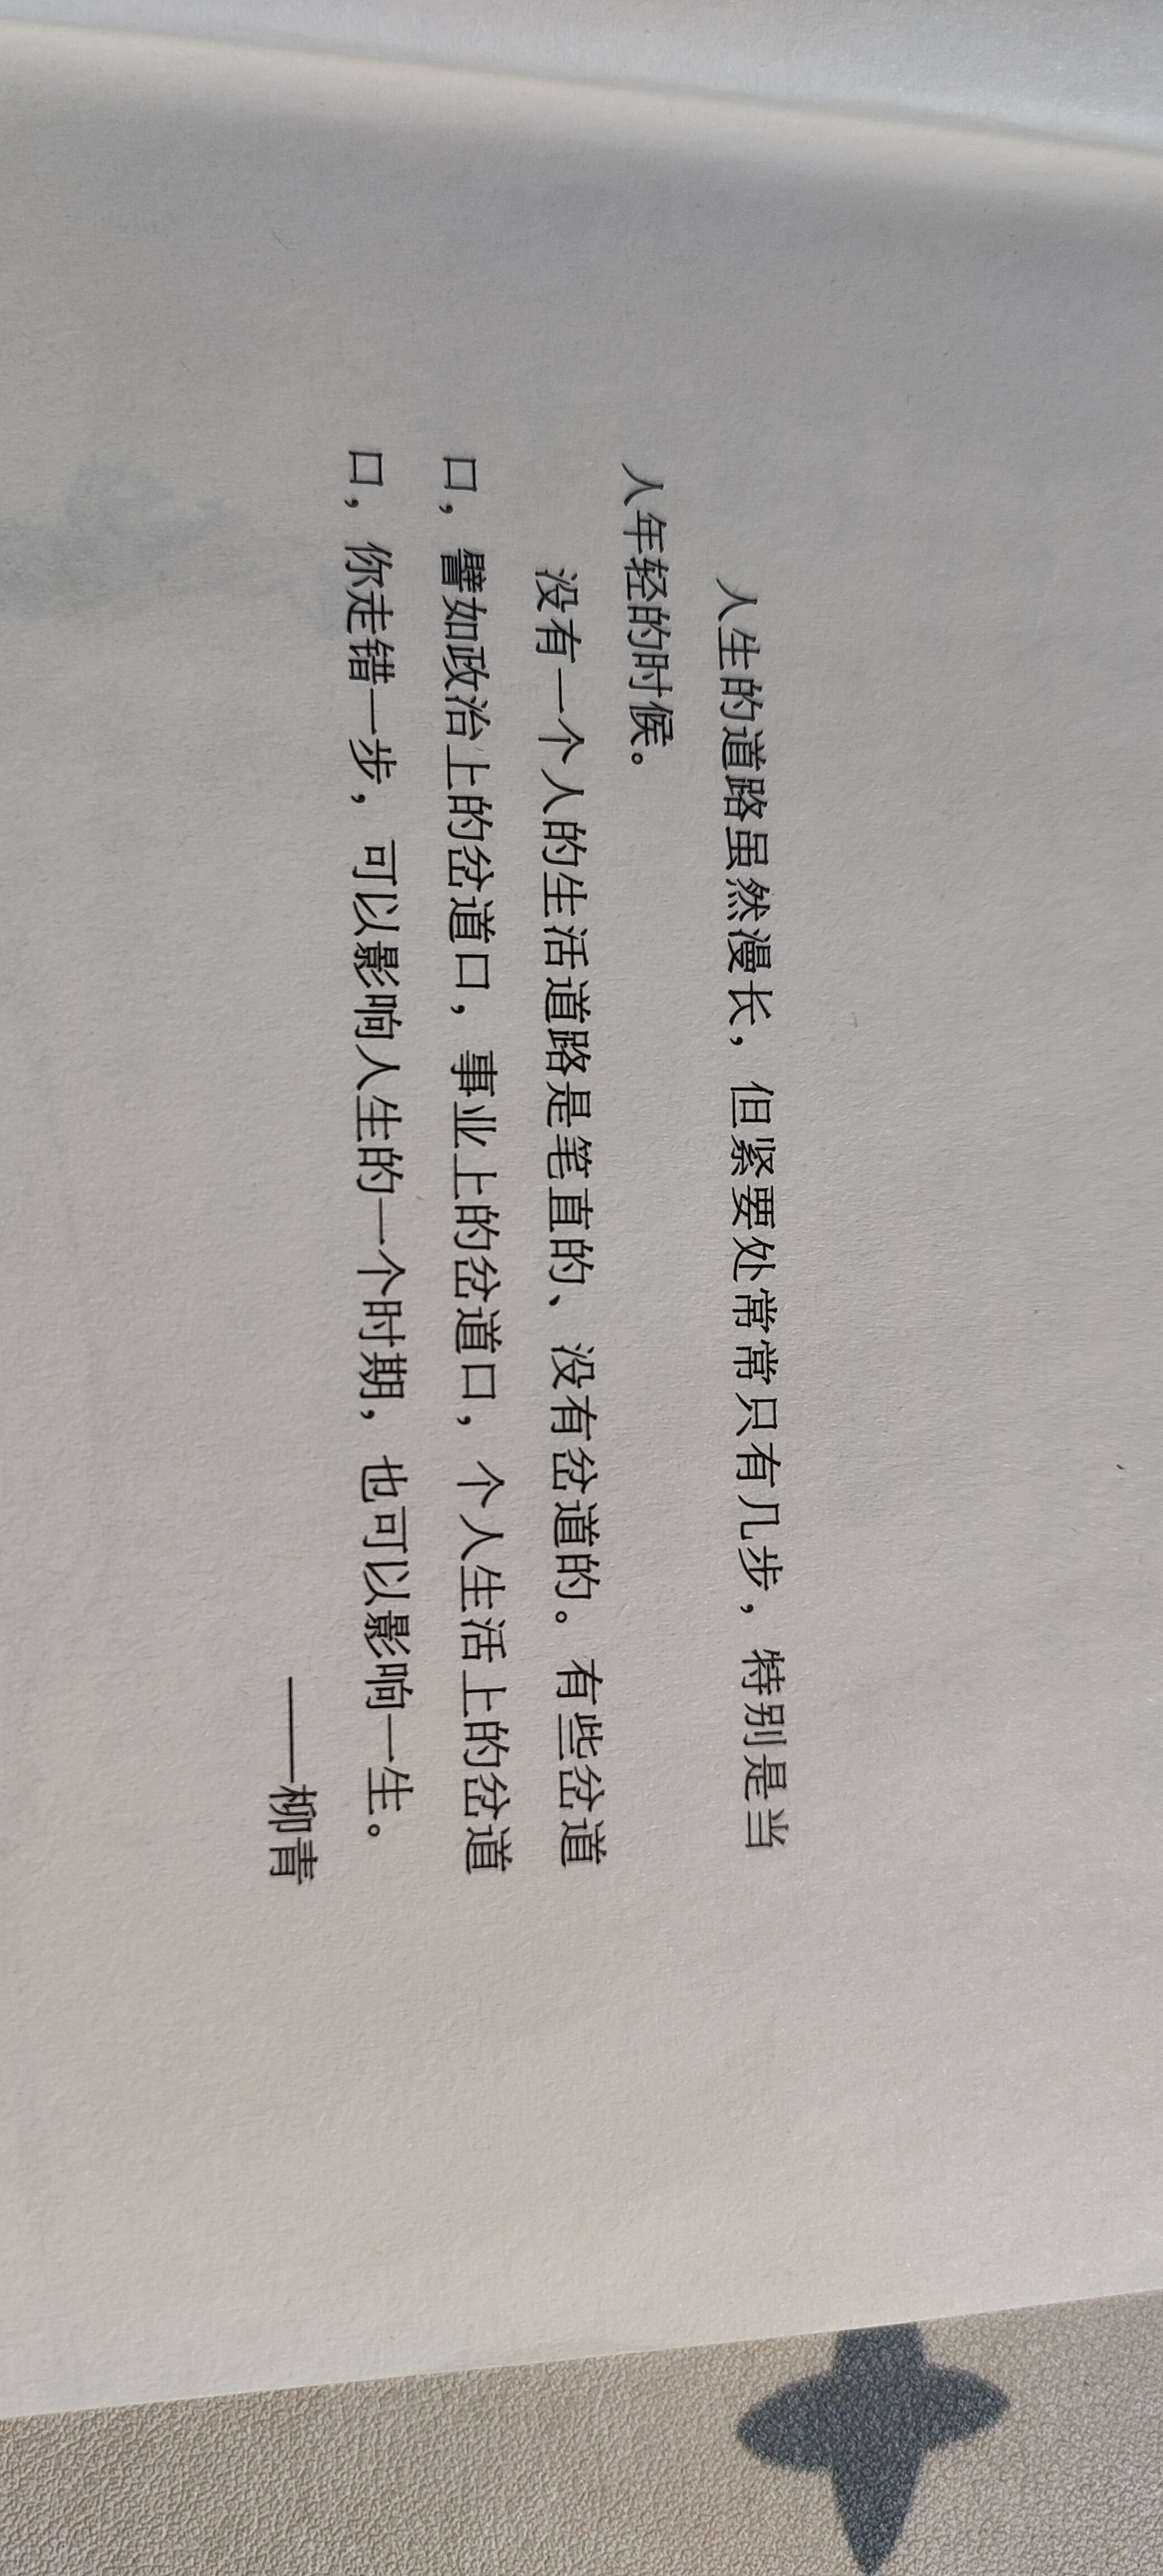 人生的道路虽然漫长，但紧要处常常只有几步，特别是当
人年轻的时候。
没有一个人的生活道路是笔直的、没有岔道的。有些岔道
口，譬如政治上的岔道口，事业上的岔道口，个人生活上的岔道
口，你走错一步，可以影响人生的一个时期，也可以影响一生。
——柳青